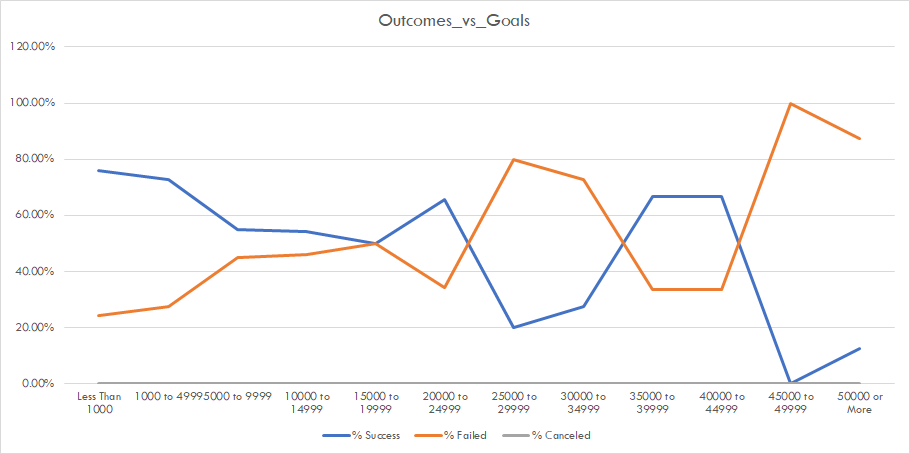 Outcomes_vs_Goals
120.00%
100.00%
80.00%
60.00%
40.00%
20.00%
0.00%
Less Than
1000
1000 to 4999
5000 to 9999
10000 to
14999
15000 to
19999
20000 to
24999
25000 to
29999
30000 to
34999
35000 to
39999
40000 to
44999
45000 to
49999
50000 or
More
% Success
% Failed
% Canceled